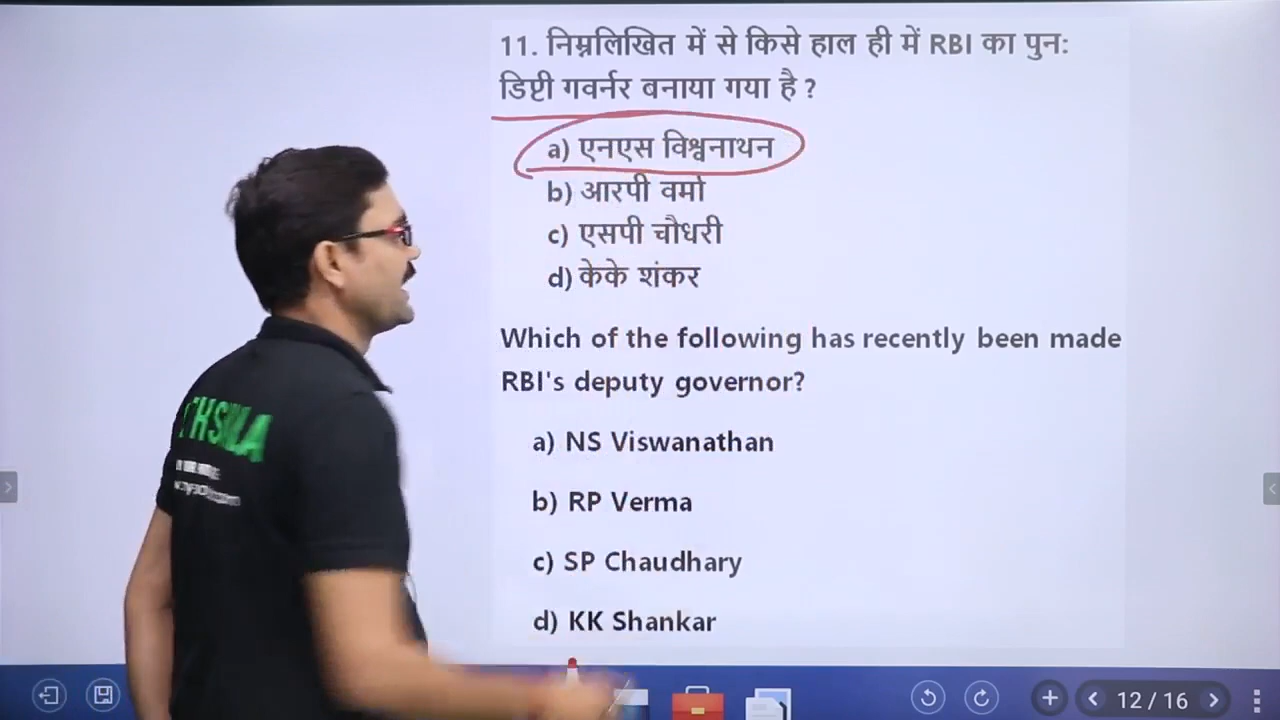 11. निम्नलिखित में से किसे हाल ही में RBI का पुन:
डिप्टी गवर्नर बनाया गया है ?
a) एनएस विश्वनाथन
b) आरपी वर्मा
c) एसपी चौधरी
d) केके शंकर
Which of the following has recently been made
RBI's deputy governor?
a) NS Viswanathan
b) RP Verma
c) SP Chaudhary
d) KK Shankar
12 / 16